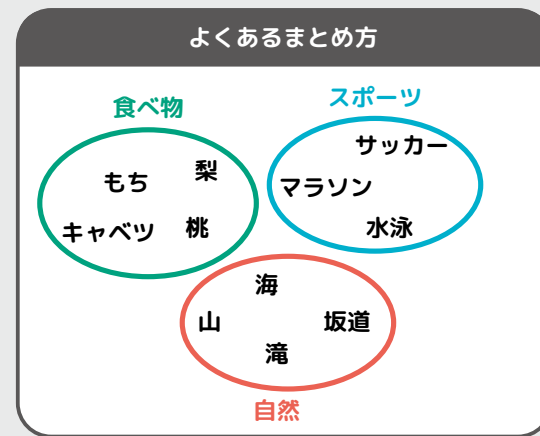 よくあるまとめ方
食べ物
もち
梨
キャベツ
桃
スポーツ
サッカー
マラソン
水泳
海
山
坂道
滝
自然